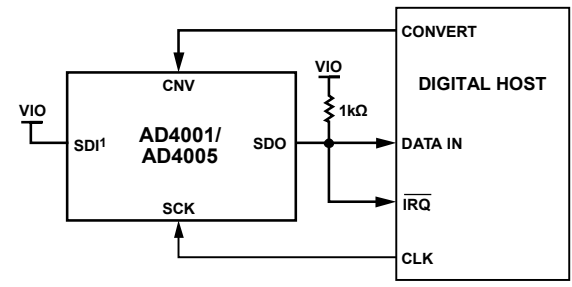 CONVERT
VIO
CNV
DIGITAL HOST
VIO
1kΩ
SDI1
AD4001/
AD4005
SDO
DATA IN
SCK
IRQ
CLK